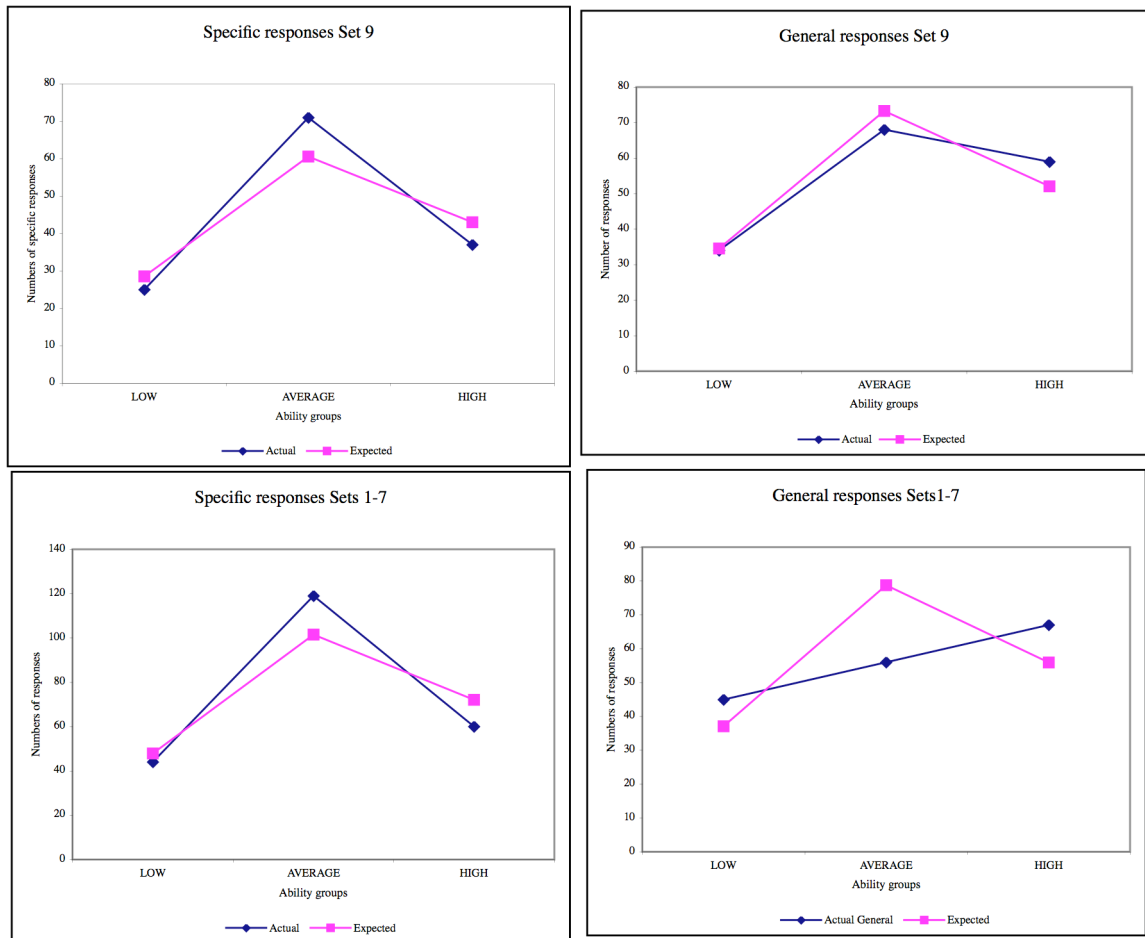 Specific responses Set 9
80
70
60
50
40
30
20
10
0
Numbers of specific responses
LOW AVERAGE HIGH
Ability groups
Actual Expected
General responses Set 9
80
70
60
50
40
30
20
10
0
Number of responses
LOW AVERAGE HIGH
Ability groups
Actual Expected
Specific responses Sets 1-7
140
120
100
80
60
40
20
0
Numbers of responses
LOW AVERAGE HIGH
Ability groups
Actual Expected
General responses Sets1-7
90
80
70
60
50
40
30
20
10
0
Numbers of responses
LOW AVERAGE HIGH
Ability groups
Actual General Expected